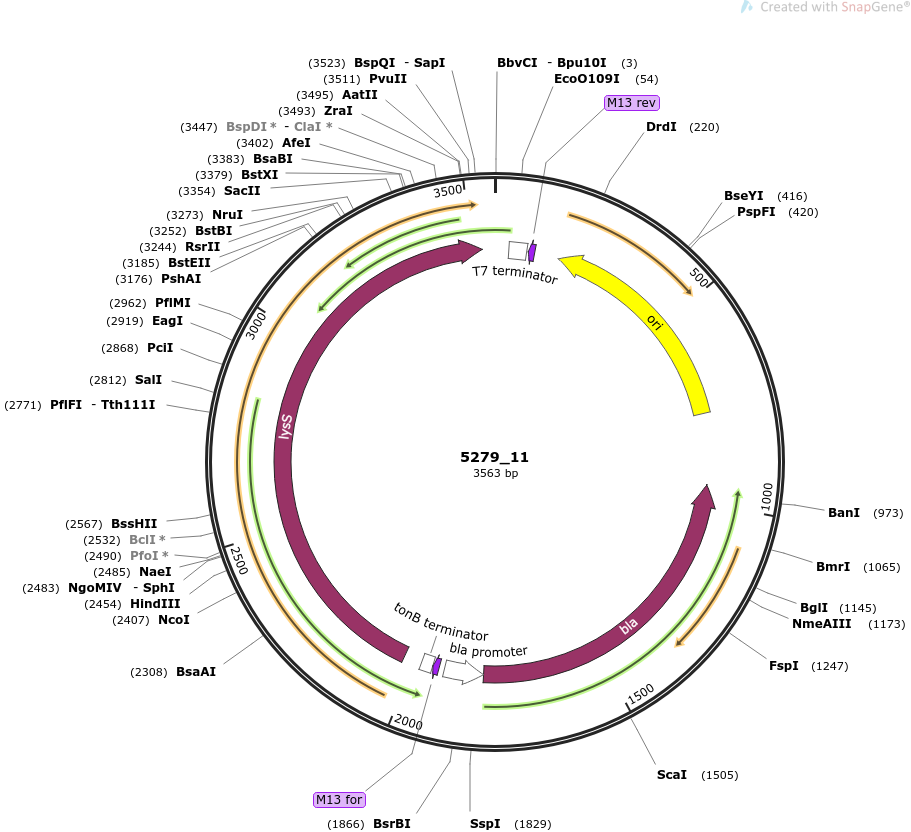 Created with SnapGene®
(3523) BspQI - SapI
(3511) PvuII
(3495) AatII
(3493) ZraI
(3447) BspDI * - ClaI *
(3402) AfeI
(3383) BsaBI
(3379) BstXI
(3354) SacII
(3273) NruI
(3252) BstBI
(3244) RsrII
(3185) BstEII
(3176) PshAI
(2962) PflMI
(2919) EagI
(2868) PciI
(2812) SalI
(2771) PflFI - Tth111I
(2567) BssHII
(2532) BclI *
(2490) PfoI *
(2485) NaeI
(2483) NgoMIV - SphI
(2454) HindIII
(2407) NcoI
(2308) BsaAI
M13 for
(1866) BsrBI
SspI (1829)
ScaI (1505)
FspI (1247)
NmeAIII (1173)
BglI (1145)
BmrI (1065)
BanI (973)
PspFI (420)
BseYI (416)
DrdI (220)
M13 rev
EcoO109I (54)
BbvCI - Bpu10I (3)
500
1000
1500
2000
2500
3000
3500
T7 terminator
ori
lysS
bla
tonB terminator
bla promoter
5279_11
3563 bp